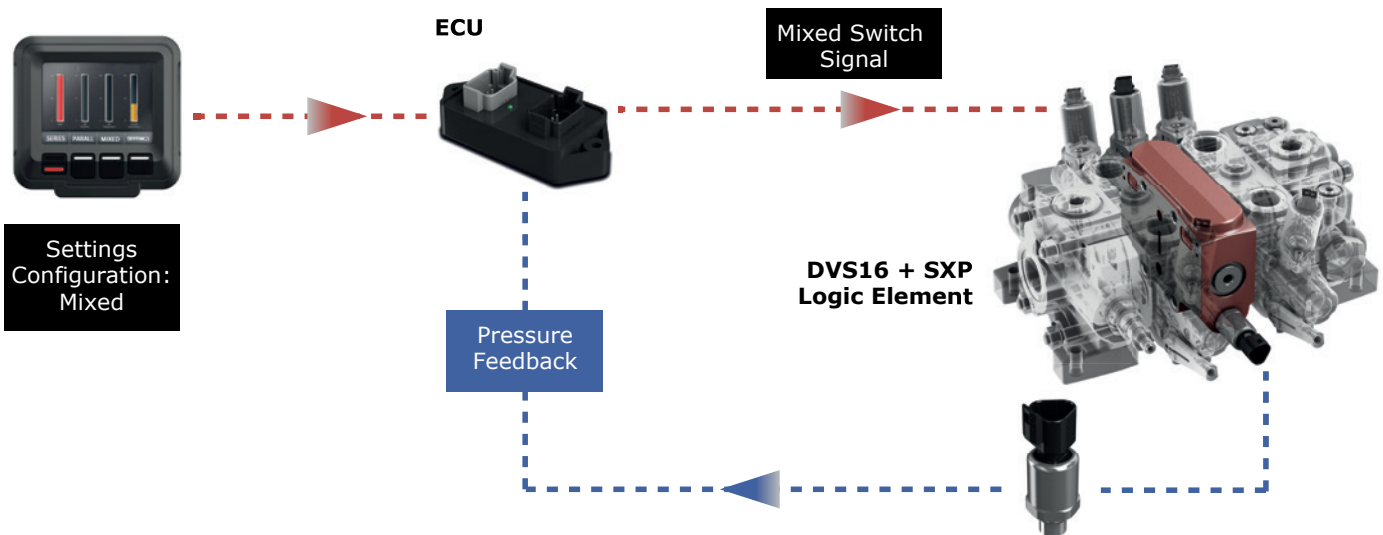 ECU
Mixed Switch
Signal
SERIES PARALL MIXED
Settings
Configuration:
Mixed
DVS16 + SXP
Logic Element
Pressure
Feedback